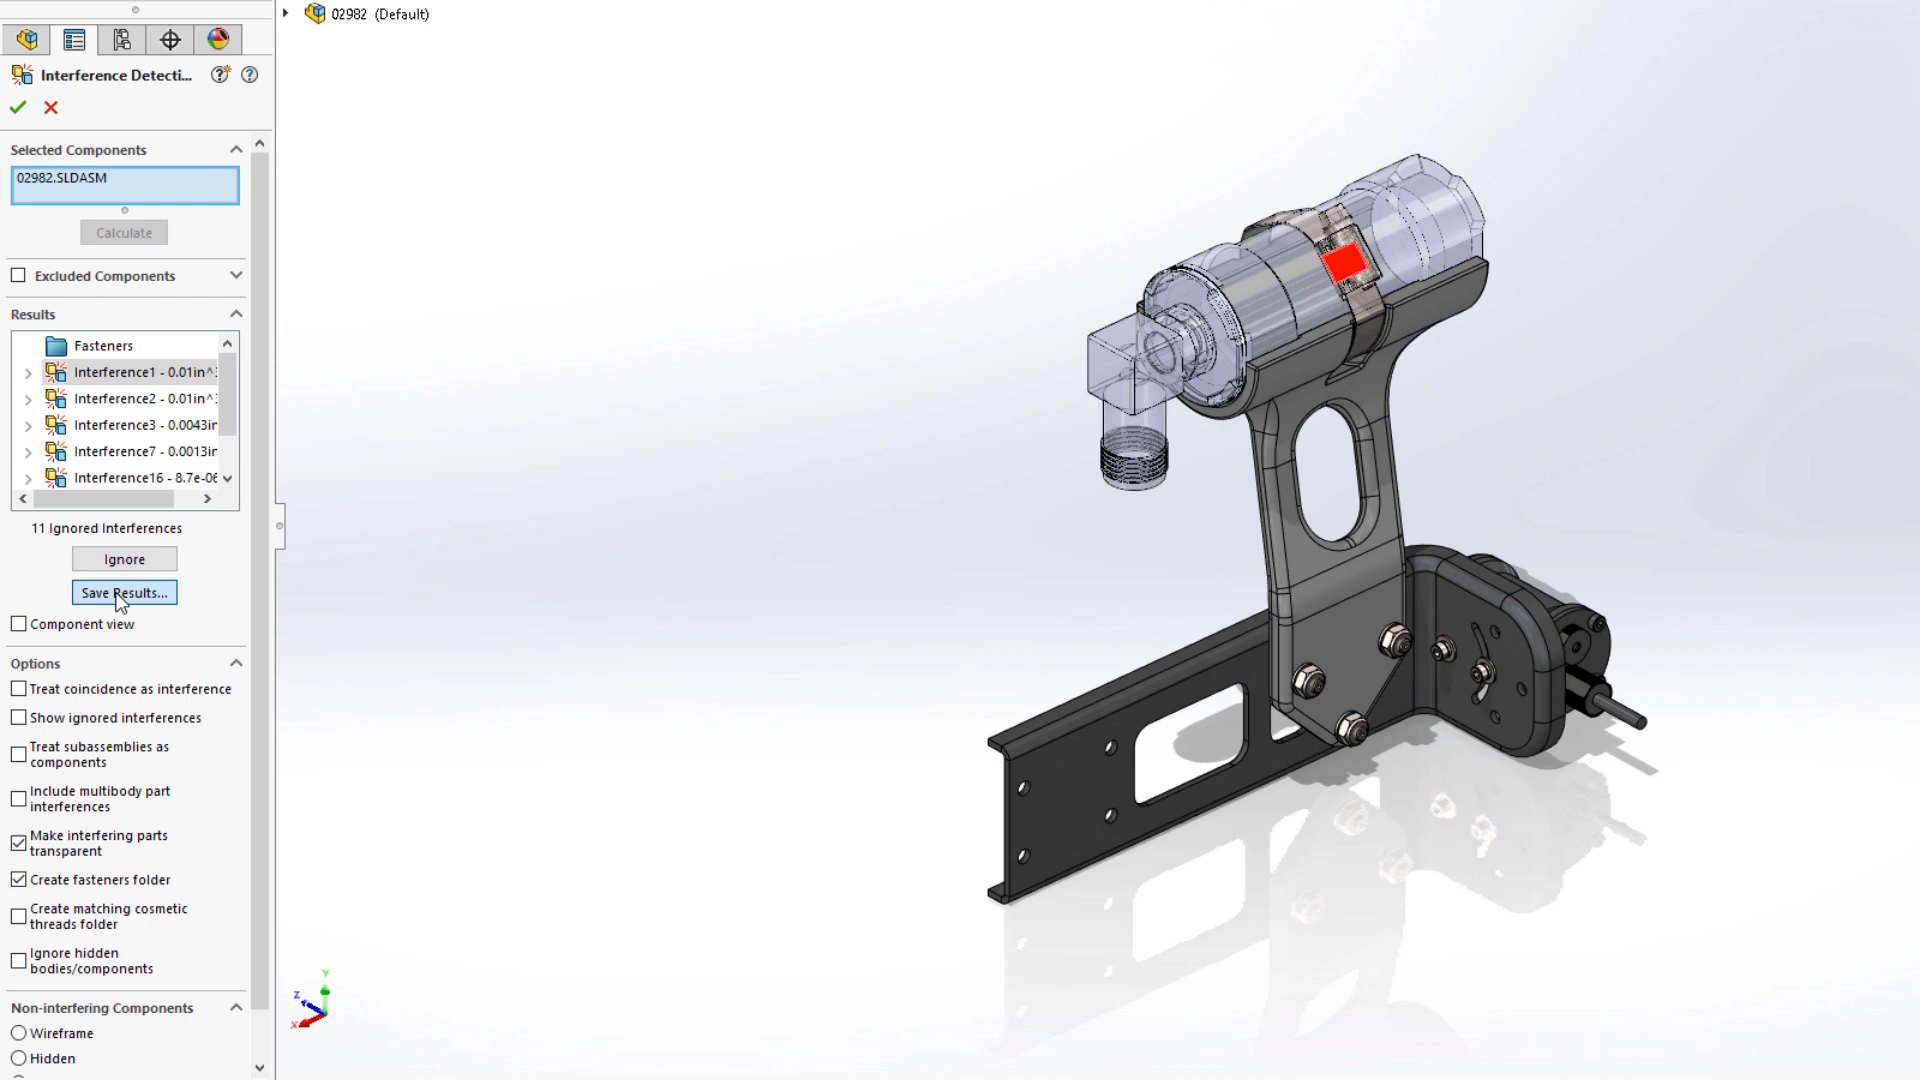 02982 (Default)
Interference Detecti...
Selected Components
02982.SLDASM
Calculate
Excluded Components
Results
Fasteners
Interference1 - 0.01in^
Interference2 - 0.01in^
Interference3 - 0.0043in
Interference7 - 0.0013in
Interference16 - 8.7e-06
11 Ignored Interferences
Ignore
Save Results...
Component view
Options
Treat coincidence as interference
Show ignored interferences
Treat subassemblies as
components
Include multibody part
interferences
Make interfering parts
transparent
Create fasteners folder
Create matching cosmetic
threads folder
Ignore hidden
bodies/components
Non-interfering Components
Wireframe
Hidden
Y
Z
X